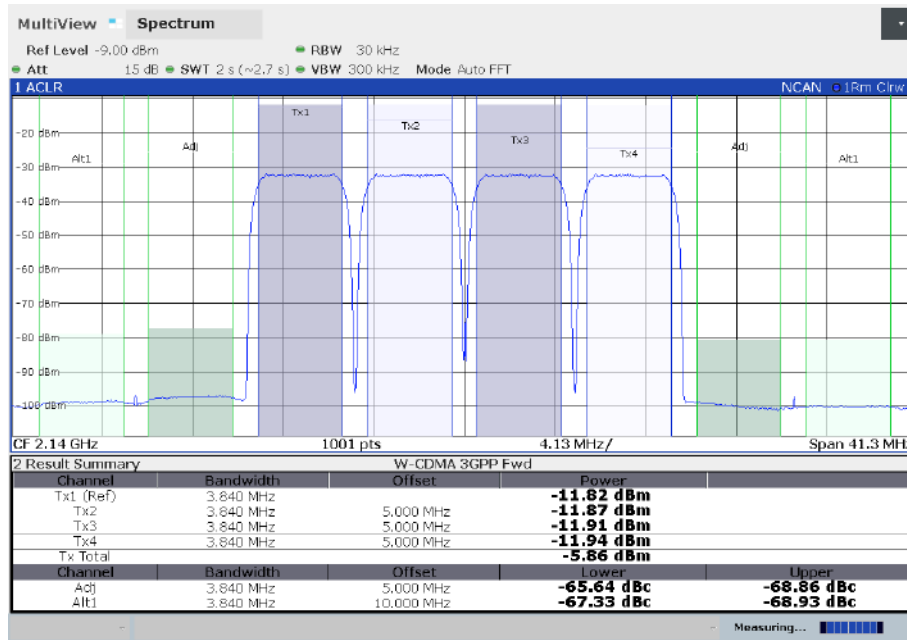 MultiView Spectrum
Ref Level -9.00 dBm RBW 30 kHz
Att 15 dB SWT 2 s (~2.7 s) VBW 300 kHz Mode Auto FFT
1 ACLR NCAN 1Rm Clrw
Tx1
Tx2
-20 dBm
Tx3
Adj Adj
Alt1 Tx4 Alt1
-30 dBm
-40 dBm
-50 dBm
-60 dBm
-70 dBm
-80 dBm
-90 dBm
-100 dBm
CF 2.14 GHz 1001 pts 4.13 MHz/ Span 41.3 MH
2 Result Summary W-CDMA 3GPP Fwd
Channel Bandwidth Offset Power
Tx1 (Ref) 3.840 MHz -11.82 dBm
Tx2 3.840 MHz 5.000 MHz -11.87 dBm
Tx3 3.840 MHz 5.000 MHz -11.91 dBm
Tx4 3.840 MHz 5.000 MHz -11.94 dBm
Tx Total -5.86 dBm
Channel Bandwidth Offset Lower Upper
Adj 3.840 MHz 5.000 MHz -65.64 dBc -68.86 dBc
Alt1 3.840 MHz 10.000 MHz -67.33 dBc -68.93 dBc
Measuring...